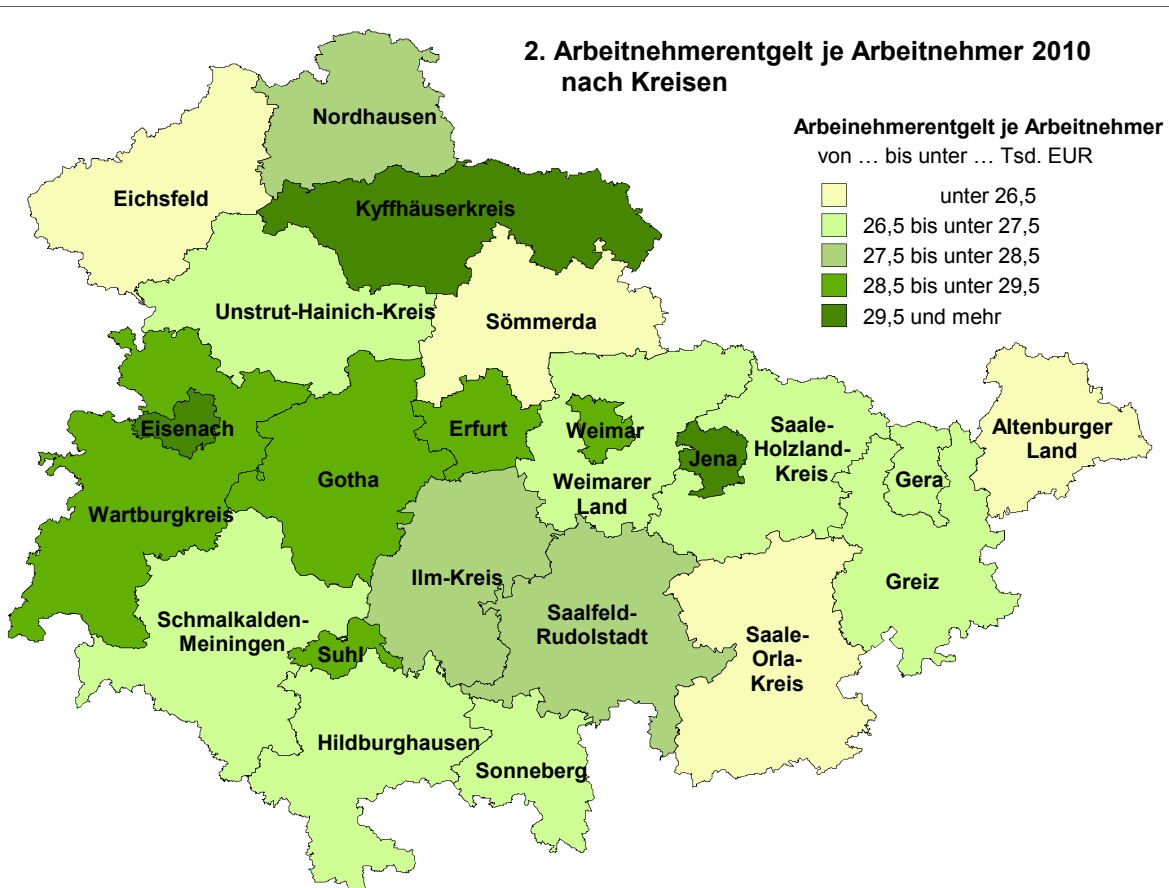 2. Arbeitnehmerentgelt je Arbeitnehmer 2010
nach Kreisen
Arbeinehmerentgelt je Arbeitnehmer
von … bis unter … Tsd. EUR
unter 26,5
26,5 bis unter 27,5
27,5 bis unter 28,5
28,5 bis unter 29,5
29,5 und mehr
Nordhausen
Eichsfeld
Kyffhäuserkreis
Unstrut-Hainich-Kreis
Sömmerda
Eisenach
Erfurt
Weimar
Saale-
Holzland-
Kreis
Altenburger
Land
Jena
Gotha
Weimarer
Land
Gera
Wartburgkreis
Ilm-Kreis
Greiz
Schmalkalden-
Meiningen
Saalfeld-
Rudolstadt
Suhl
Saale-
Orla-
Kreis
Hildburghausen
Sonneberg